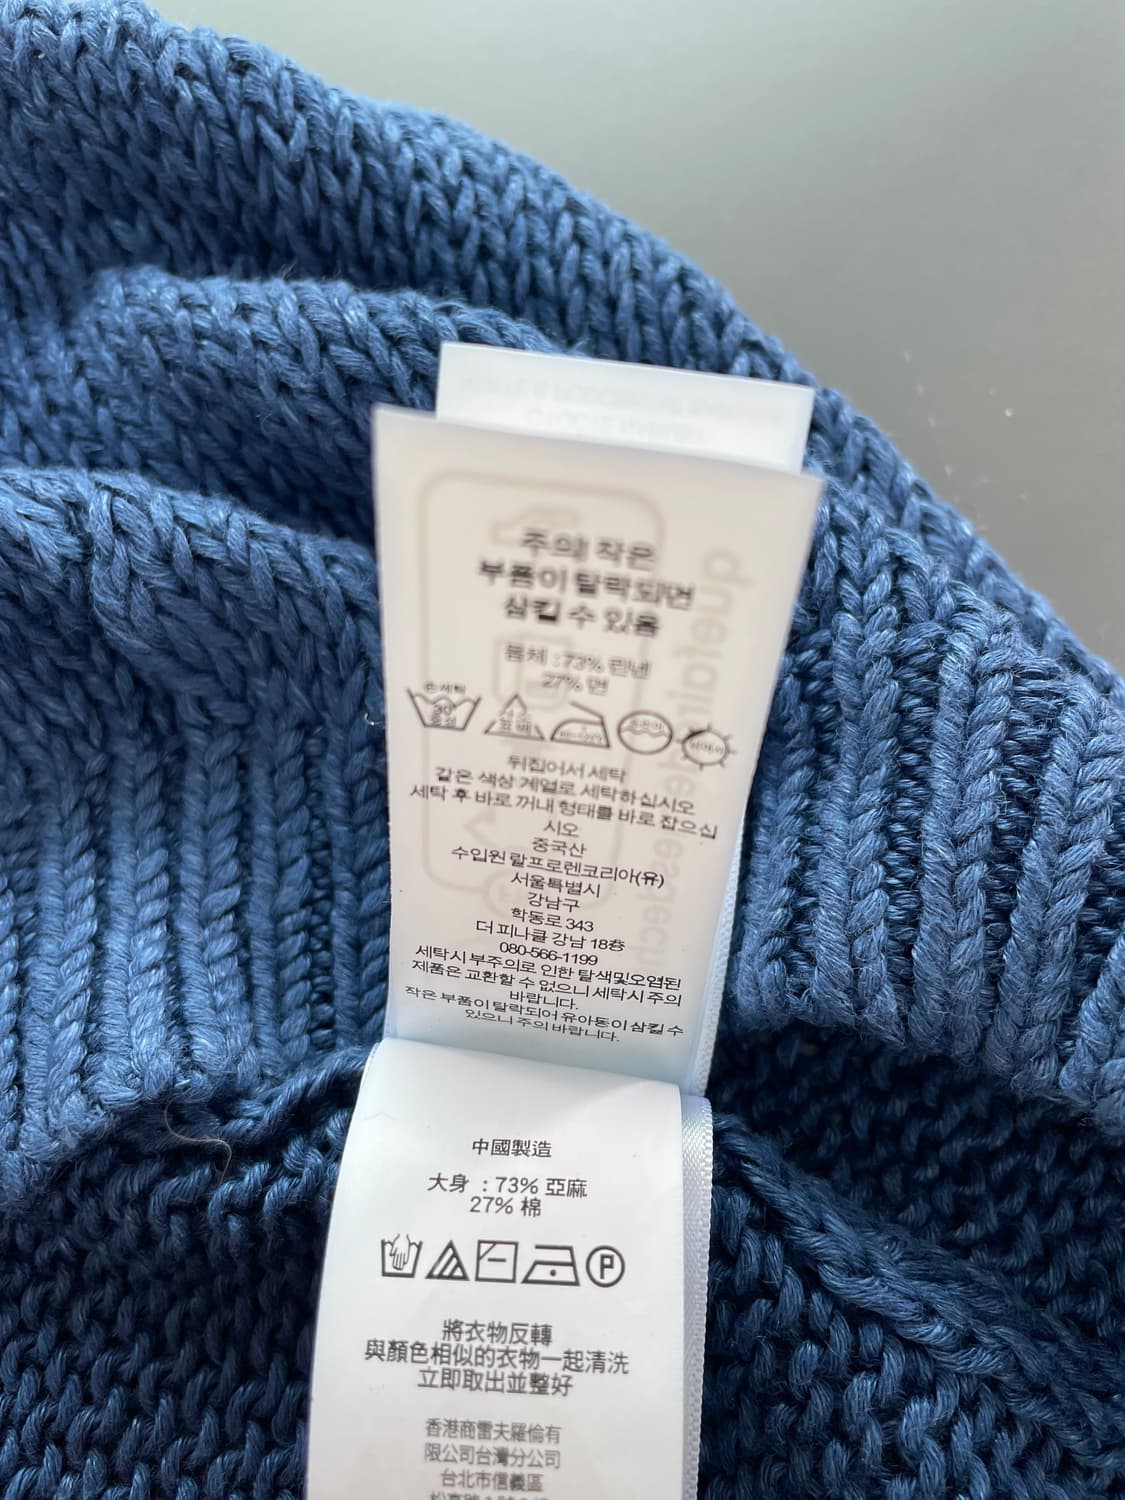 주의! 작은
부품이 탈락되면
삼킬 수 있음
몸체 : 73% 린넨
27% 면
손세탁
30
중성
표백
뒤집어서 세탁
같은 색상 계열로 세탁하십시오
세탁 후 바로 꺼내 형태를 바로 잡으십
시오
중국산
수입원 랄프로렌코리아(유)
서울특별시
강남구
학동로 343
더 피나클 강남 18층
080-566-1199
세탁시 부주의로 인한 탈색및오염된
제품은 교환할 수 없으니 세탁시 주의
바랍니다.
작은 부품이 탈락되어 유아동이 삼킬 수
있으니 주의 바랍니다.
中國製造
大身 : 73% 亞麻
27% 棉
P
將衣物反轉
與顏色相似的衣物一起清洗
立即取出並整好
香港商雷夫羅倫有
限公司台灣分公司
台北市信義區